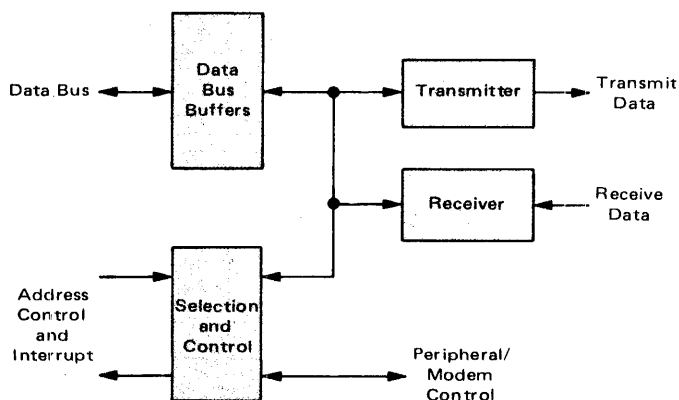 Data Bus
Data
Bus
Buffers
Transmitter
Transmit
Data
Receiver
Receive
Data
Address
Control
and
Interrupt
Selection
and
Control
Peripheral/
Modem
Control